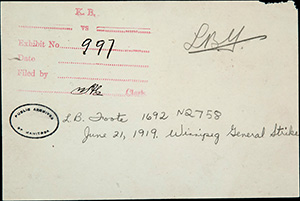 K. B.
vs
Exhibit No. 997
Date
Filed by
Clerk.
PUBLIC ARCHIVES
OF MANITOBA
L.B. Foote 1692 N2758
June 21, 1919. Winnipeg General Strike